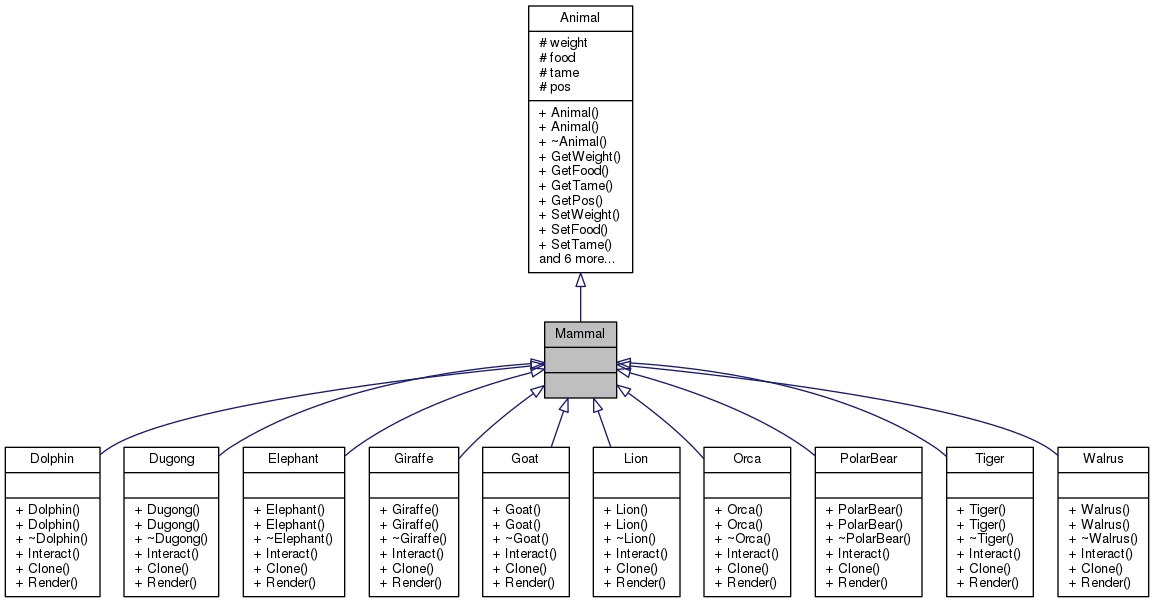 Animal
# weight
# food
# tame
# pos
+ Animal()
+ Animal()
+ ~Animal()
+ GetWeight()
+ GetFood()
+ GetTame()
+ GetPos()
+ SetWeight()
+ SetFood()
+ SetTame()
and 6 more...
Mammal
Dolphin
+ Dolphin()
+ Dolphin()
+ ~Dolphin()
+ Interact()
+ Clone()
+ Render()
Dugong
+ Dugong()
+ Dugong()
+ ~Dugong()
+ Interact()
+ Clone()
+ Render()
Elephant
+ Elephant()
+ Elephant()
+ ~Elephant()
+ Interact()
+ Clone()
+ Render()
Giraffe
+ Giraffe()
+ Giraffe()
+ ~Giraffe()
+ Interact()
+ Clone()
+ Render()
Goat
+ Goat()
+ Goat()
+ ~Goat()
+ Interact()
+ Clone()
+ Render()
Lion
+ Lion()
+ Lion()
+ ~Lion()
+ Interact()
+ Clone()
+ Render()
Orca
+ Orca()
+ Orca()
+ ~Orca()
+ Interact()
+ Clone()
+ Render()
PolarBear
+ PolarBear()
+ PolarBear()
+ ~PolarBear()
+ Interact()
+ Clone()
+ Render()
Tiger
+ Tiger()
+ Tiger()
+ ~Tiger()
+ Interact()
+ Clone()
+ Render()
Walrus
+ Walrus()
+ Walrus()
+ ~Walrus()
+ Interact()
+ Clone()
+ Render()